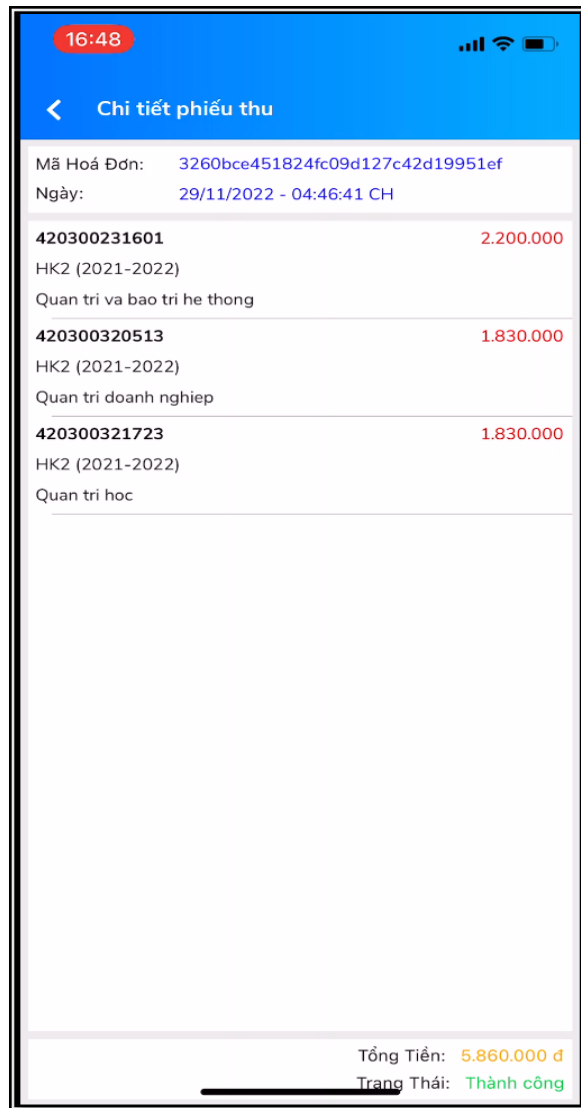 16:48
Chi tiết phiếu thu
Mã Hoá Đơn: 3260bce451824fc09d127c42d19951ef
Ngày: 29/11/2022 - 04:46:41 CH
420300231601 2.200.000
HK2 (2021-2022)
Quan tri va bao tri he thong
420300320513 1.830.000
HK2 (2021-2022)
Quan tri doanh nghiep
420300321723 1.830.000
HK2 (2021-2022)
Quan tri hoc
Tổng Tiền: 5.860.000 đ
Trạng Thái: Thành công